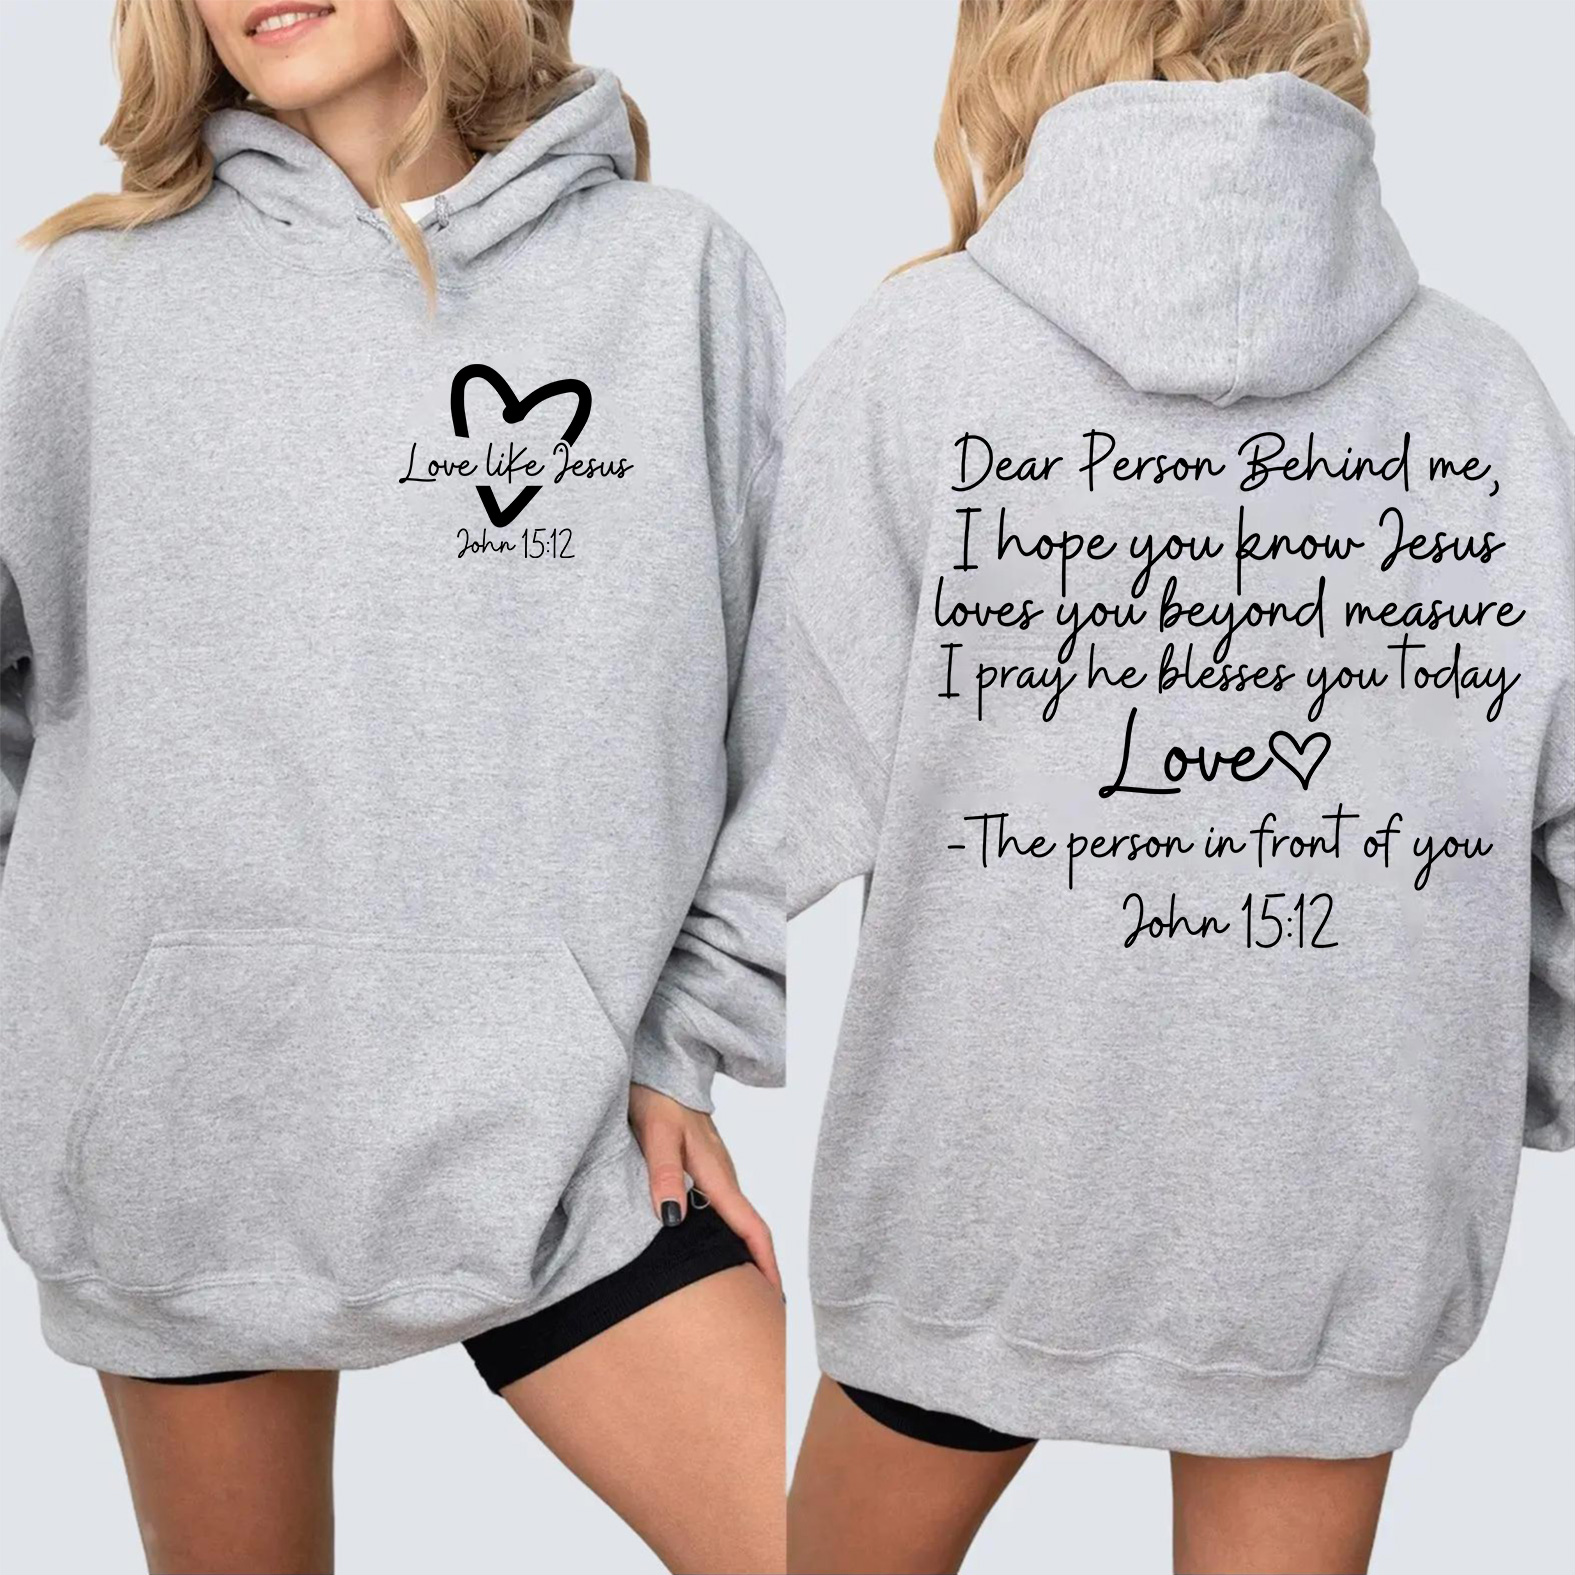 Love like Jesus
John 15:12
Dear Person Behind me,
I hope you know Jesus
loves you beyond measure
I pray he blesses you today
Love
-The person in front of you
John 15:12